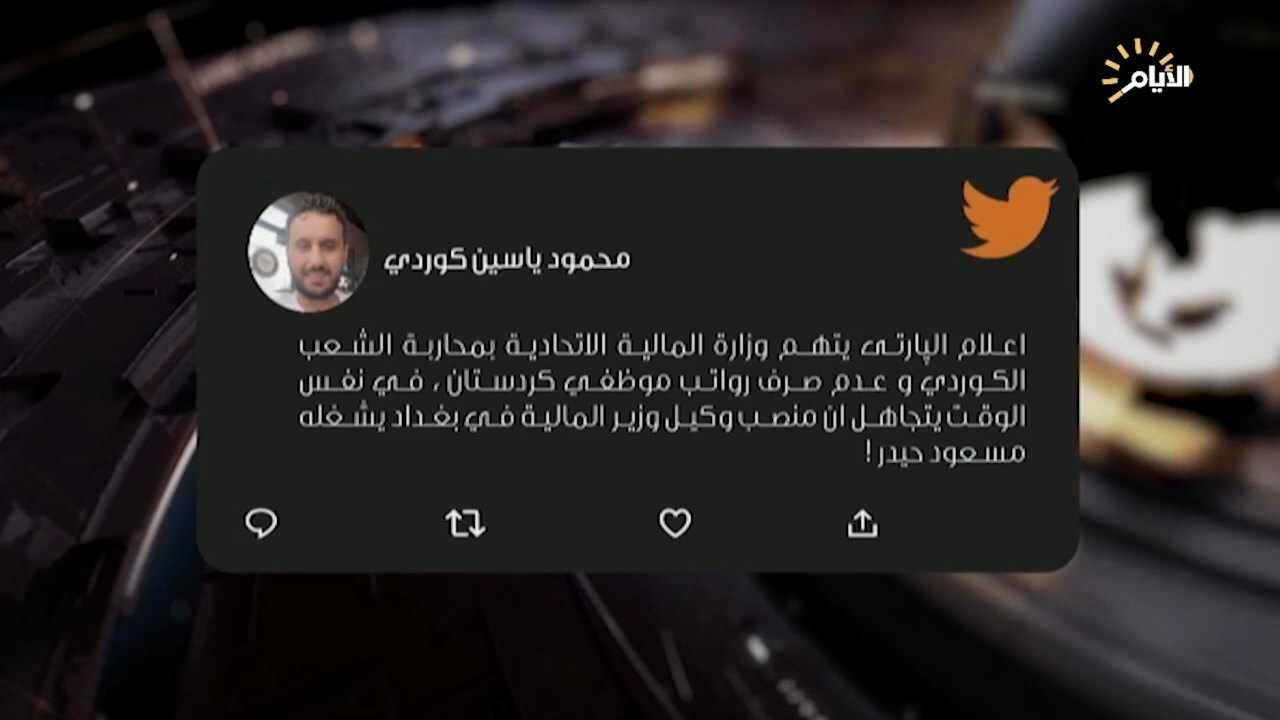 الأيام
محمود ياسين كوردي
اعلام الپارتي يتهم وزارة المالية الاتحادية بمحاربة الشعب
الكوردي و عدم صرف رواتب موظفي كردستان ، في نفس
الوقت يتجاهل ان منصب وكيل وزير المالية في بغداد يشغله
مسعود حيدر !